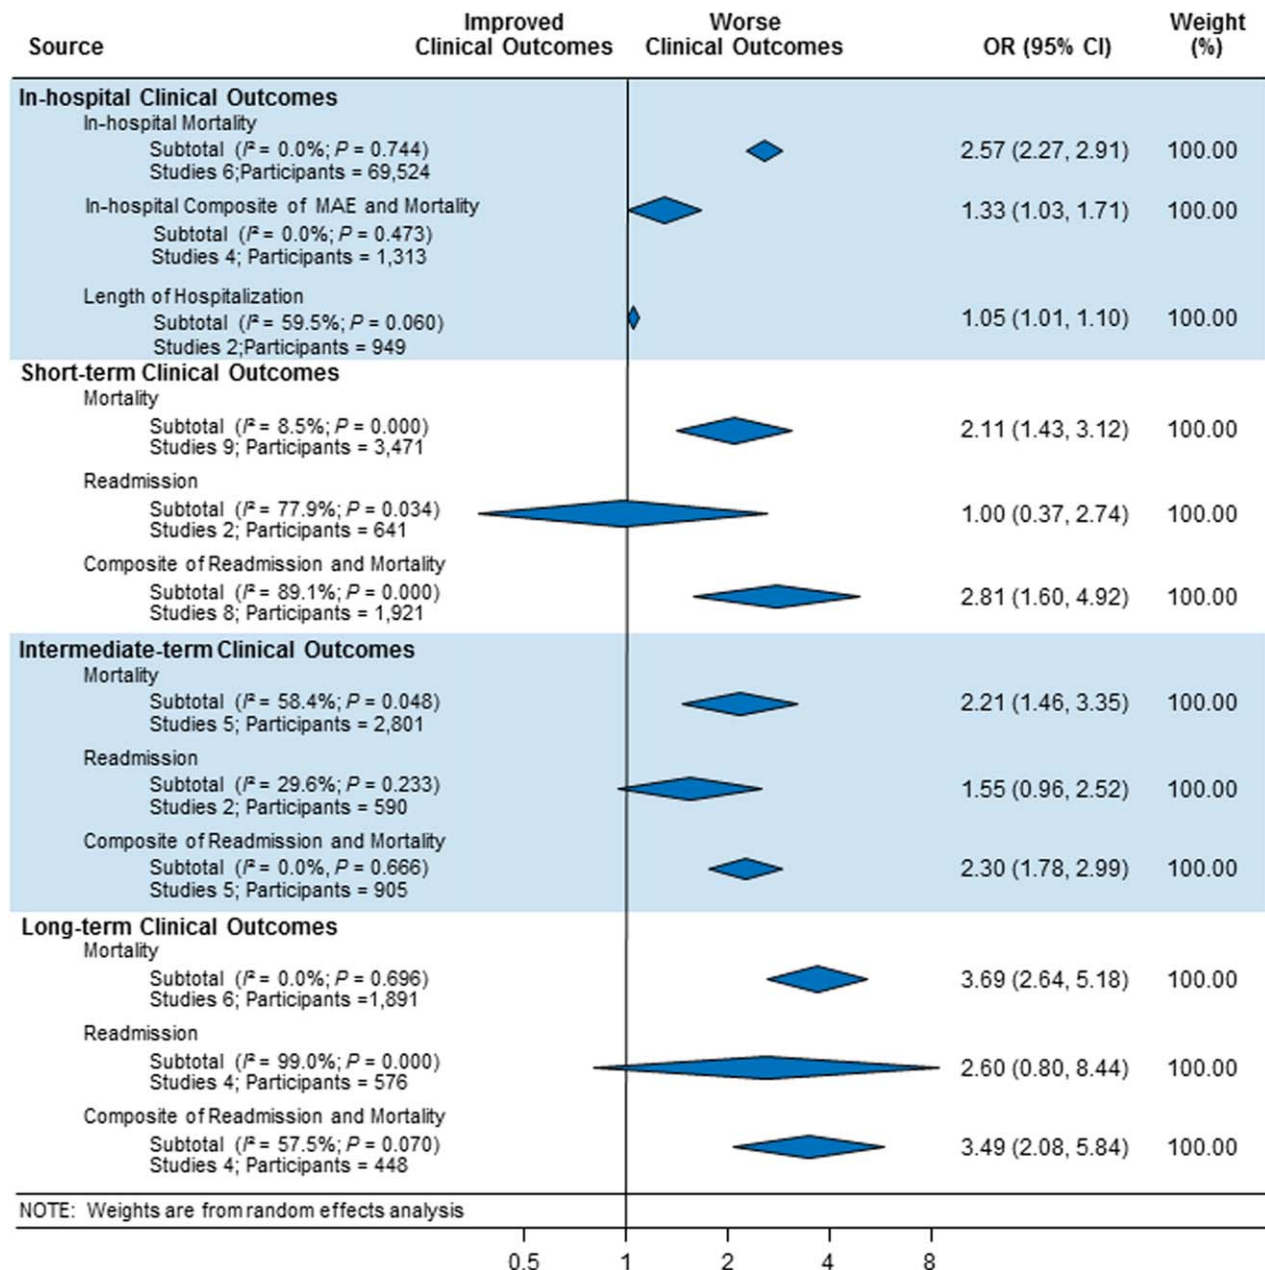 Source
Improved Clinical Outcomes
Worse Clinical Outcomes
OR (95% CI)
Weight (%)
In-hospital Clinical Outcomes
In-hospital Mortality
Subtotal (I² = 0.0%; P = 0.744) 2.57 (2.27, 2.91) 100.00
Studies 6;Participants = 69,524
In-hospital Composite of MAE and Mortality 1.33 (1.03, 1.71) 100.00
Subtotal (I² = 0.0%; P = 0.473)
Studies 4; Participants = 1,313
Length of Hospitalization
Subtotal (I² = 59.5%; P = 0.060) 1.05 (1.01, 1.10) 100.00
Studies 2;Participants = 949
Short-term Clinical Outcomes
Mortality
Subtotal (I² = 8.5%; P = 0.000) 2.11 (1.43, 3.12) 100.00
Studies 9; Participants = 3,471
Readmission
Subtotal (I² = 77.9%; P = 0.034) 1.00 (0.37, 2.74) 100.00
Studies 2; Participants = 641
Composite of Readmission and Mortality
Subtotal (I² = 89.1%; P = 0.000) 2.81 (1.60, 4.92) 100.00
Studies 8; Participants = 1,921
Intermediate-term Clinical Outcomes
Mortality
Subtotal (I² = 58.4%; P = 0.048) 2.21 (1.46, 3.35) 100.00
Studies 5; Participants = 2,801
Readmission
Subtotal (I² = 29.6%; P = 0.233) 1.55 (0.96, 2.52) 100.00
Studies 2; Participants = 590
Composite of Readmission and Mortality
Subtotal (I² = 0.0%, P = 0.666) 2.30 (1.78, 2.99) 100.00
Studies 5; Participants = 905
Long-term Clinical Outcomes
Mortality
Subtotal (I² = 0.0%; P = 0.696) 3.69 (2.64, 5.18) 100.00
Studies 6; Participants =1,891
Readmission
Subtotal (I² = 99.0%; P = 0.000) 2.60 (0.80, 8.44) 100.00
Studies 4; Participants = 576
Composite of Readmission and Mortality
Subtotal (I² = 57.5%; P = 0.070) 3.49 (2.08, 5.84) 100.00
Studies 4; Participants = 448
NOTE: Weights are from random effects analysis
0.5 1 2 4 8